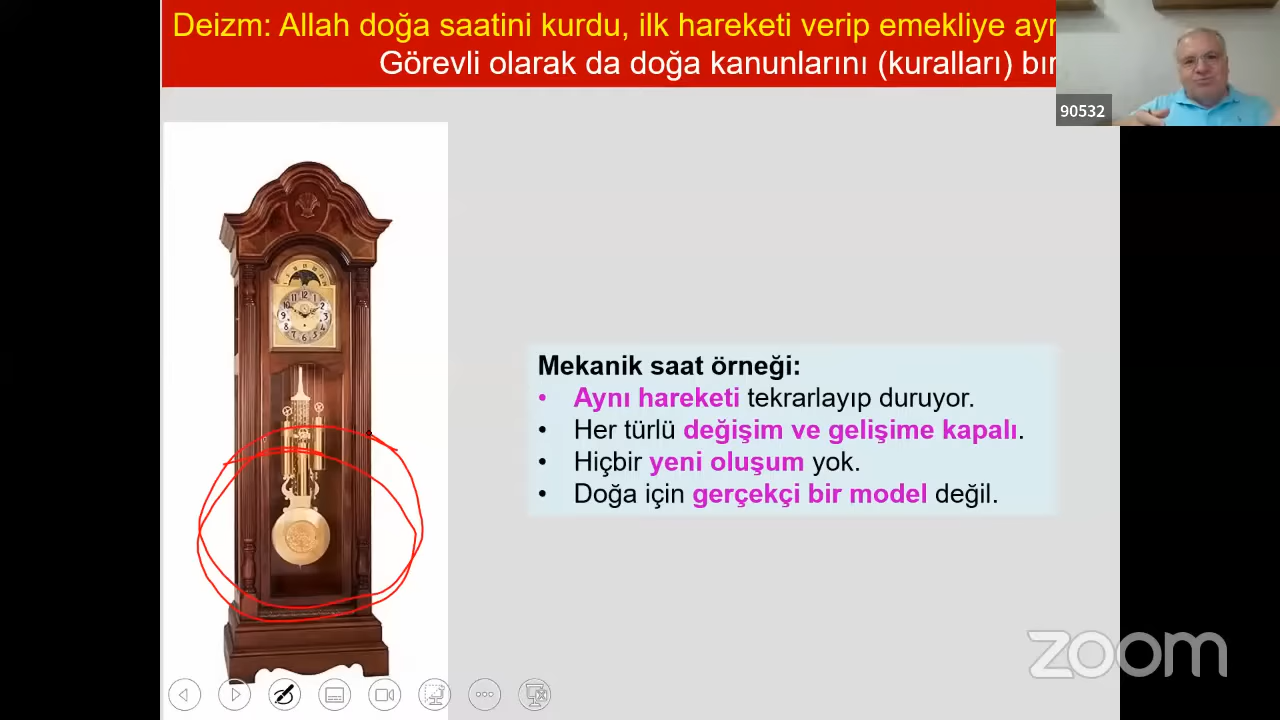 Deizm: Allah doğa saatini kurdu, ilk hareketi verip emekliye
Görevli olarak da doğa kanunlarını (kuralları)
90532
Mekanik saat örneği:
• Aynı hareketi tekrarlayıp duruyor.
• Her türlü değişim ve gelişime kapalı.
• Hiçbir yeni oluşum yok.
• Doğa için gerçekçi bir model değil.
zoom